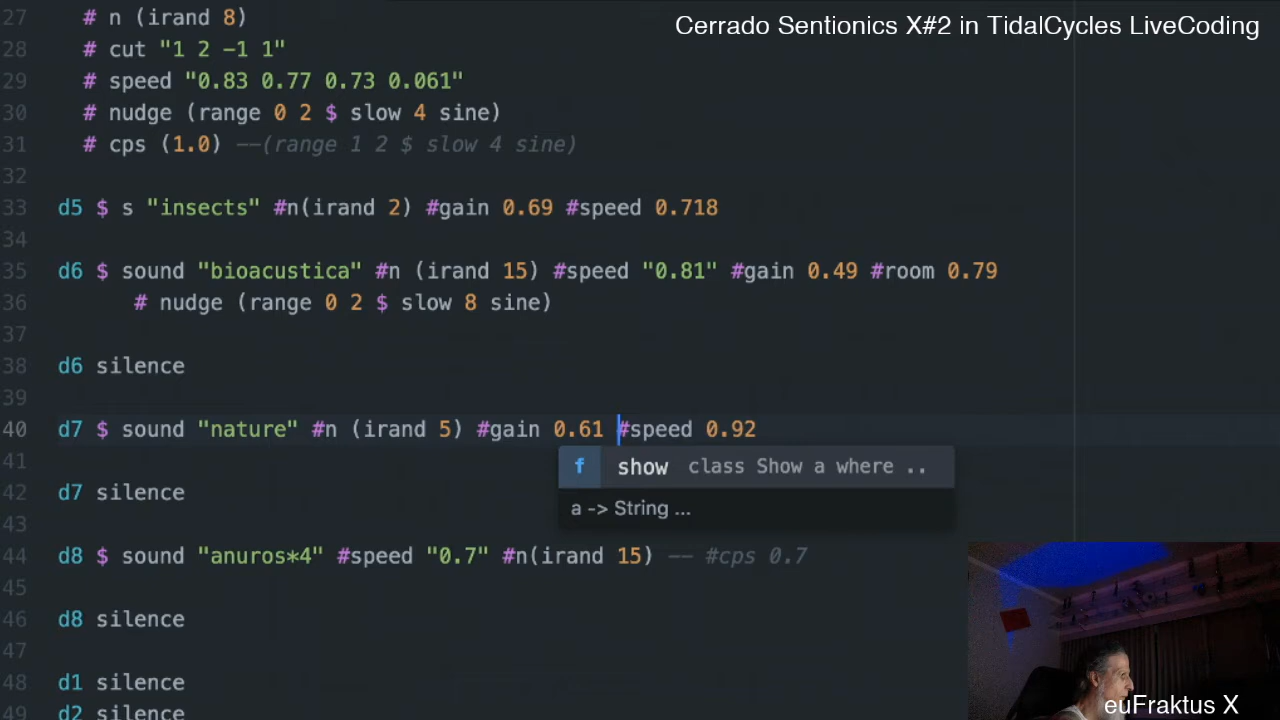 Cerrado Sentionics X#2 in TidalCycles LiveCoding
27 # n (irand 8)
28 # cut "1 2 -1 1"
29 # speed "0.83 0.77 0.73 0.061"
30 # nudge (range 0 2 $ slow 4 sine)
31 # cps (1.0) --(range 1 2 $ slow 4 sine)
32
33 d5 $ s "insects" #n(irand 2) #gain 0.69 #speed 0.718
34
35 d6 $ sound "bioacustica" #n (irand 15) #speed "0.81" #gain 0.49 #room 0.79
36 # nudge (range 0 2 $ slow 8 sine)
37
38 d6 silence
39
40 d7 $ sound "nature" #n (irand 5) #gain 0.61 #speed 0.92
41
f show class Show a where ..
a -> String ...
42 d7 silence
43
44 d8 $ sound "anuros*4" #speed "0.7" #n(irand 15) -- #cps 0.7
45
46 d8 silence
47
48 d1 silence
49 d2 silence
euFraktus X